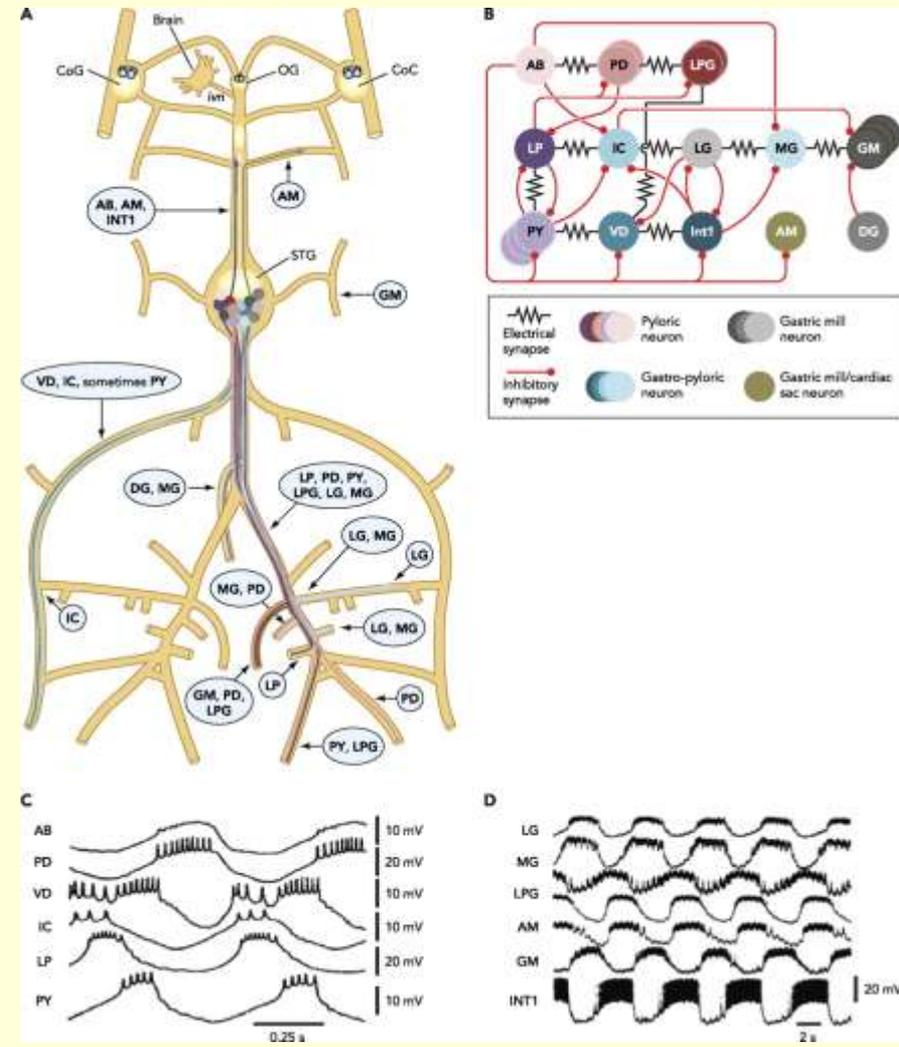 A
Brain
CoG
OG
CoC
ivn
AM
AB, AM,
INT1
STG
GM
VD, IC, sometimes PY
DG, MG
LP, PD, PY,
LPG, LG, MG
LG, MG
LG
MG, PD
IC
LG, MG
LP
GM, PD,
LPG
PD
PY, LPG
B
AB
PD
LPG
LP
IC
LG
MG
GM
PY
VD
Int1
AM
DG
Electrical
synapse
Pyloric
neuron
Gastric mill
neuron
Inhibitory
synapse
Gastro-pyloric
neuron
Gastric mill/cardiac
sac neuron
C
AB
10 mV
PD
20 mV
VD
10 mV
IC
10 mV
LP
20 mV
PY
10 mV
0.25 s
D
LG
MG
LPG
AM
GM
INT1
20 mV
2 s